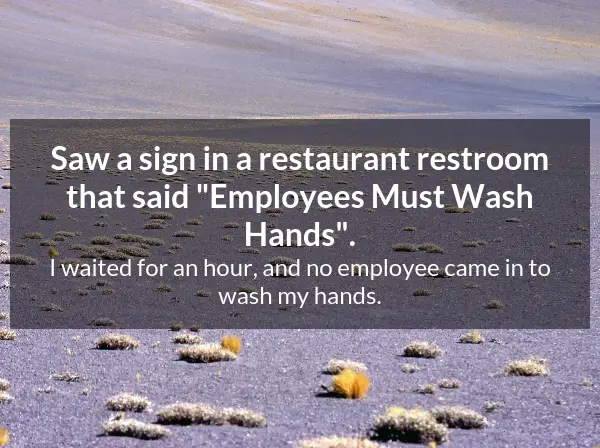 Saw a sign in a restaurant restroom
that said "Employees Must Wash
Hands".
I waited for an hour, and no employee came in to
wash my hands.